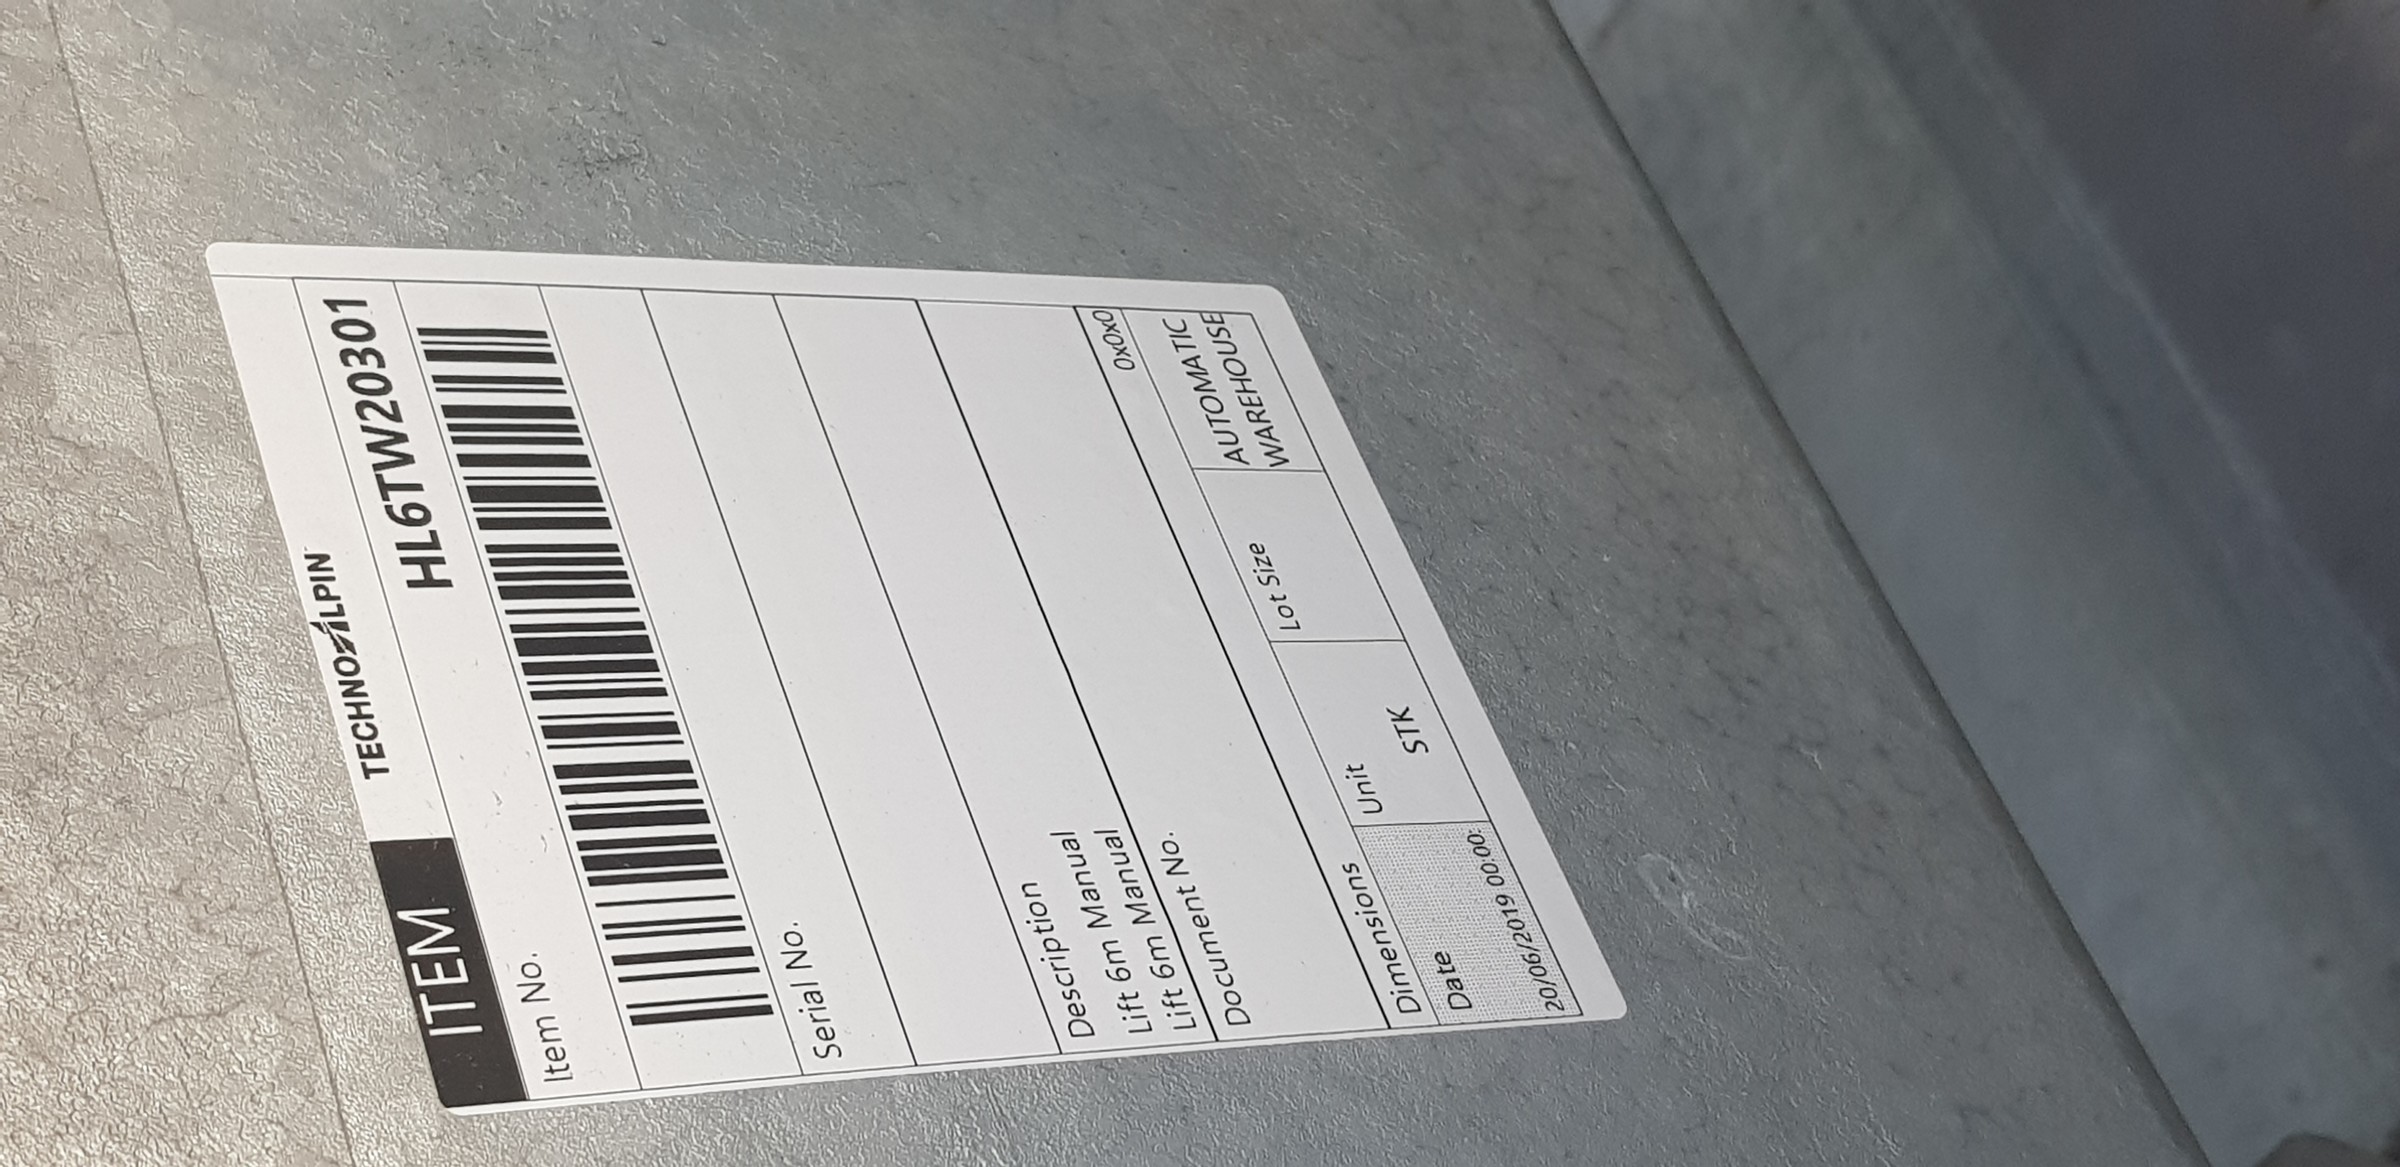 ITEM TECHNOALPIN
Item No. HL6TW20301
Serial No.
Description
Lift 6m Manual
Lift 6m Manual
Document No.
Dimensions 0x0x0
Date Unit Lot Size AUTOMATIC
WAREHOUSE
20/06/2019 00:00: STK